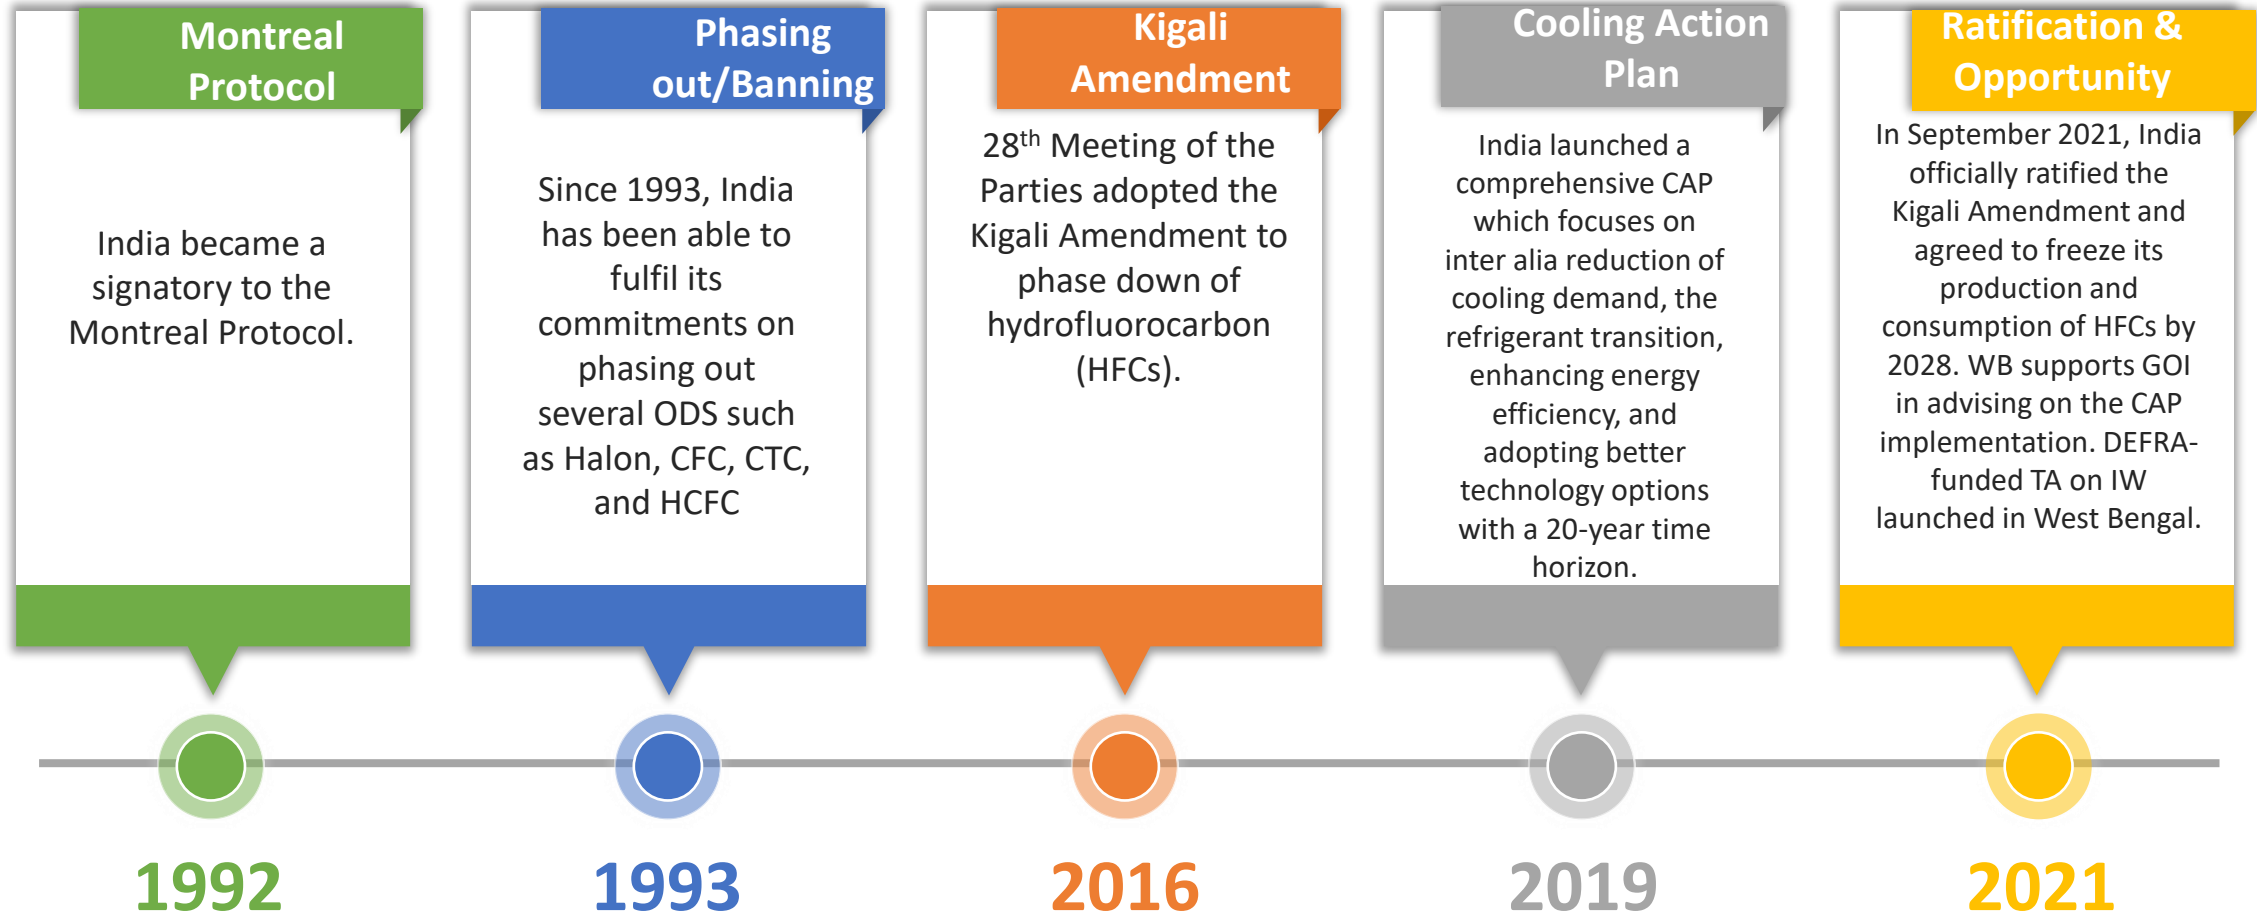 Montreal
Protocol
India became a
signatory to the
Montreal Protocol.
1992
Phasing
out/Banning
Since 1993, India
has been able to
fulfil its
commitments on
phasing out
several ODS such
as Halon, CFC, CTC,
and HCFC
1993
Kigali
Amendment
28th Meeting of the
Parties adopted the
Kigali Amendment to
phase down of
hydrofluorocarbon
(HFCs).
2016
Cooling Action
Plan
India launched a
comprehensive CAP
which focuses on
inter alia reduction of
cooling demand, the
refrigerant transition,
enhancing energy
efficiency, and
adopting better
technology options
with a 20-year time
horizon.
2019
Ratification &
Opportunity
In September 2021, India
officially ratified the
Kigali Amendment and
agreed to freeze its
production and
consumption of HFCs by
2028. WB supports GOI
in advising on the CAP
implementation. DEFRA-
funded TA on IW
launched in West Bengal.
2021